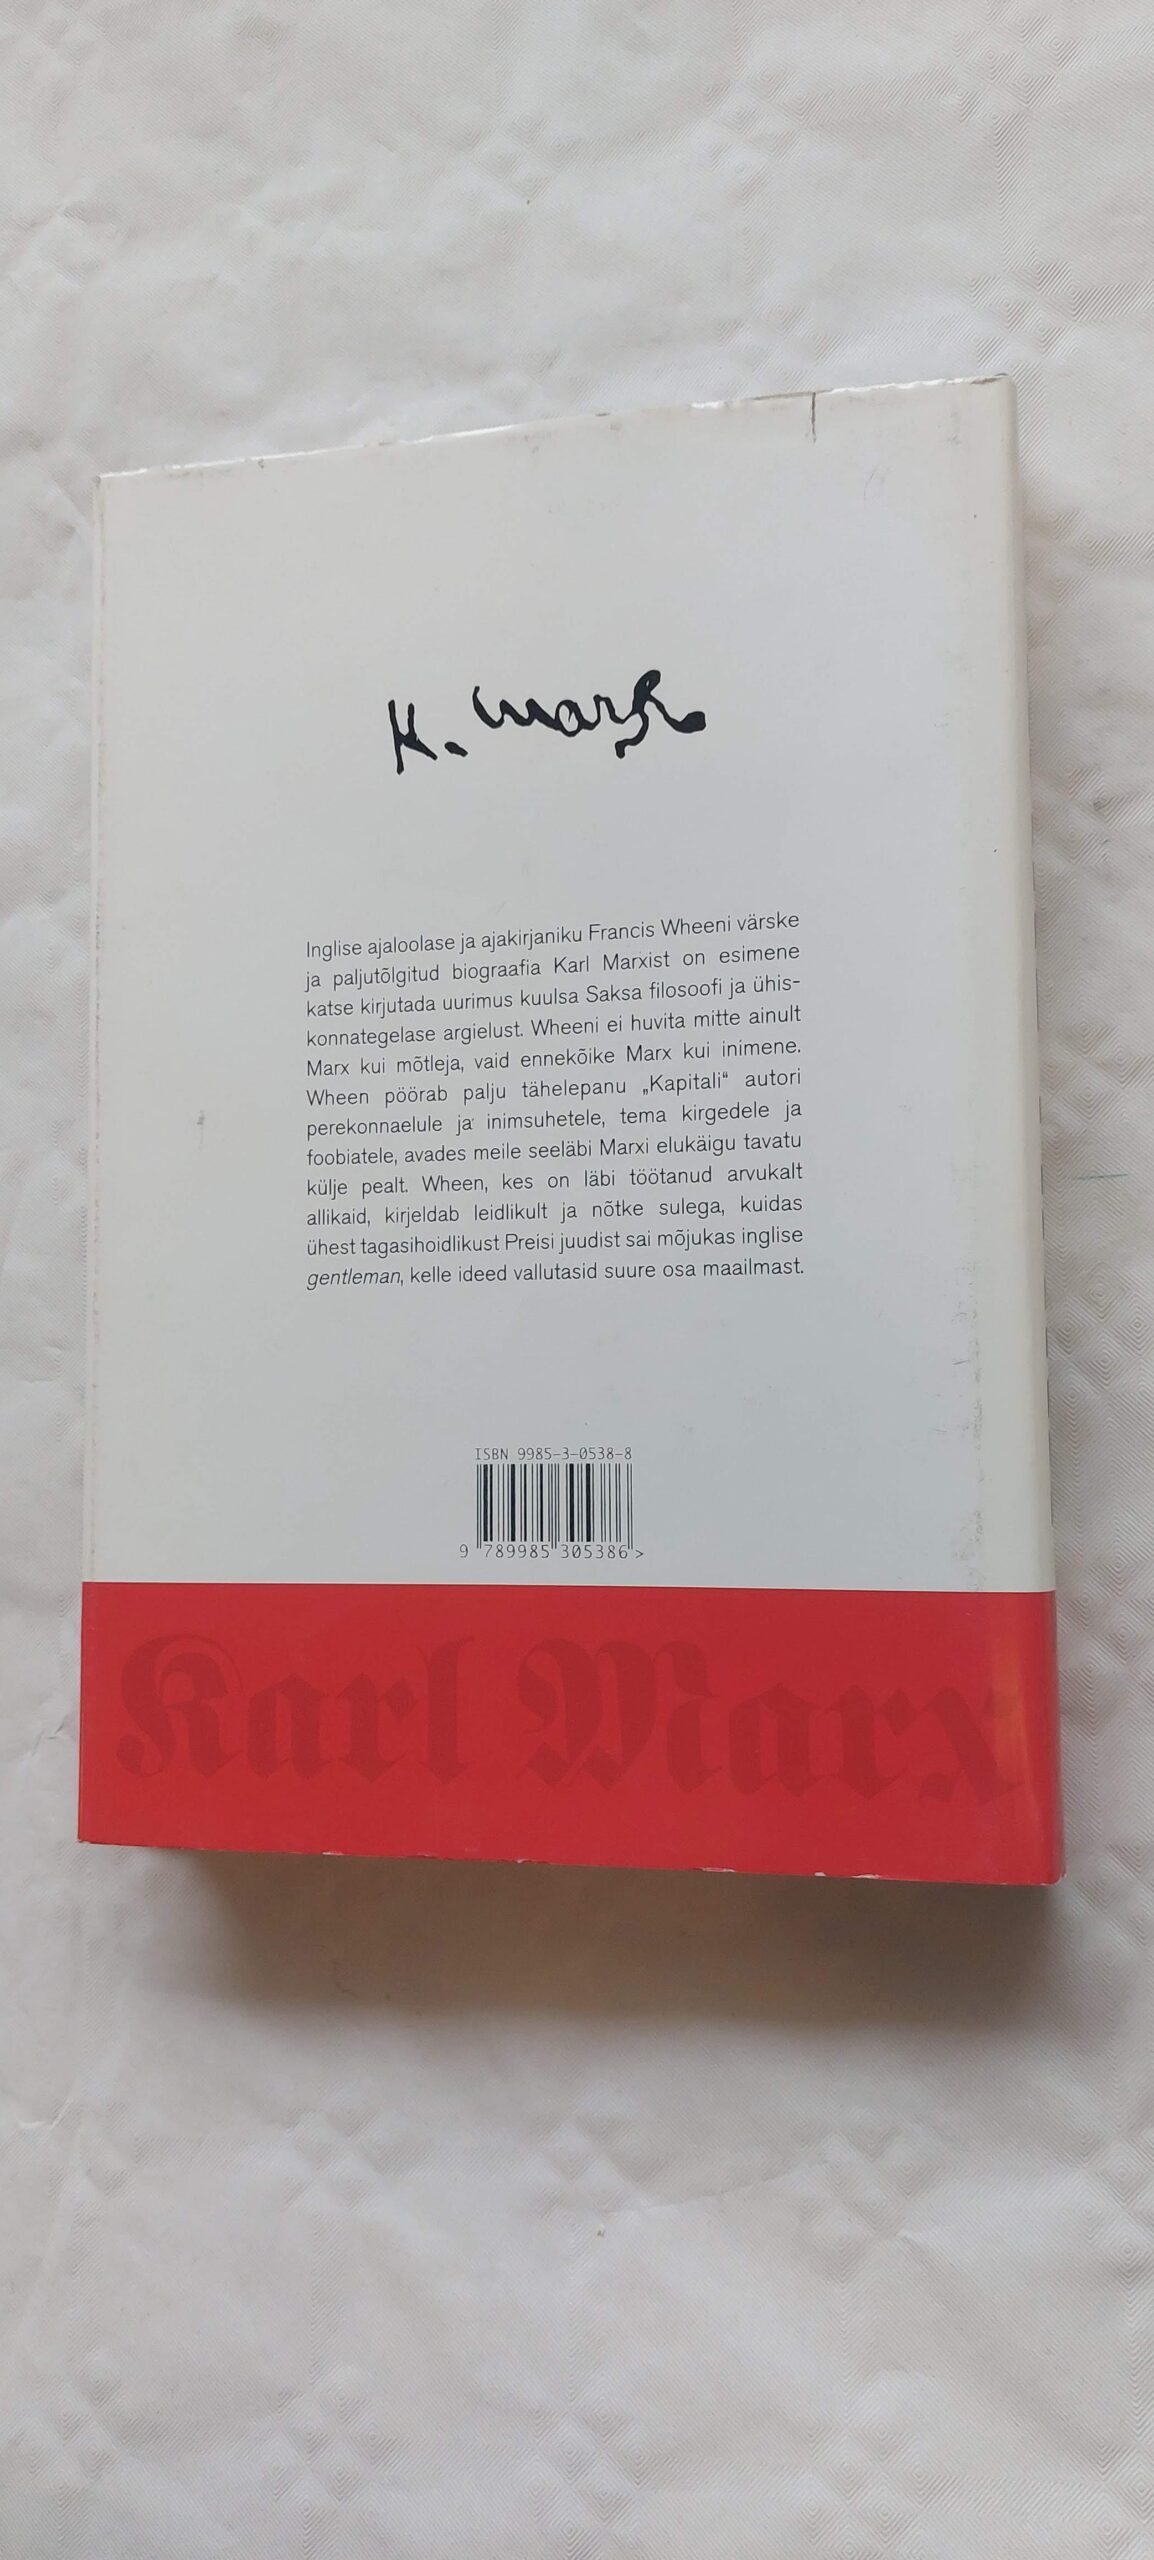 K. Marx
Inglise ajaloolase ja ajakirjaniku Francis Wheeni värske
ja paljutõlgitud biograafia Karl Marxist on esimene
katse kirjutada uurimus kuulsa Saksa filosoofi ja ühis-
konnategelase argielust. Wheeni ei huvita mitte ainult
Marx kui mõtleja, vaid ennekõike Marx kui inimene.
Wheen pöörab palju tähelepanu „Kapitali“ autori
perekonnaelule ja inimsuhetele, tema kirgedele ja
foobiatele, avades meile seeläbi Marxi elukäigu tavatu
külje pealt. Wheen, kes on läbi töötanud arvukalt
allikaid, kirjeldab leidlikult ja nõtke sulega, kuidas
ühest tagasihoidlikust Preisi juudist sai mõjukas inglise
gentleman, kelle ideed vallutasid suure osa maailmast.
ISBN 9985-3-0538-8
9 789985 305386 >
Karl Marx